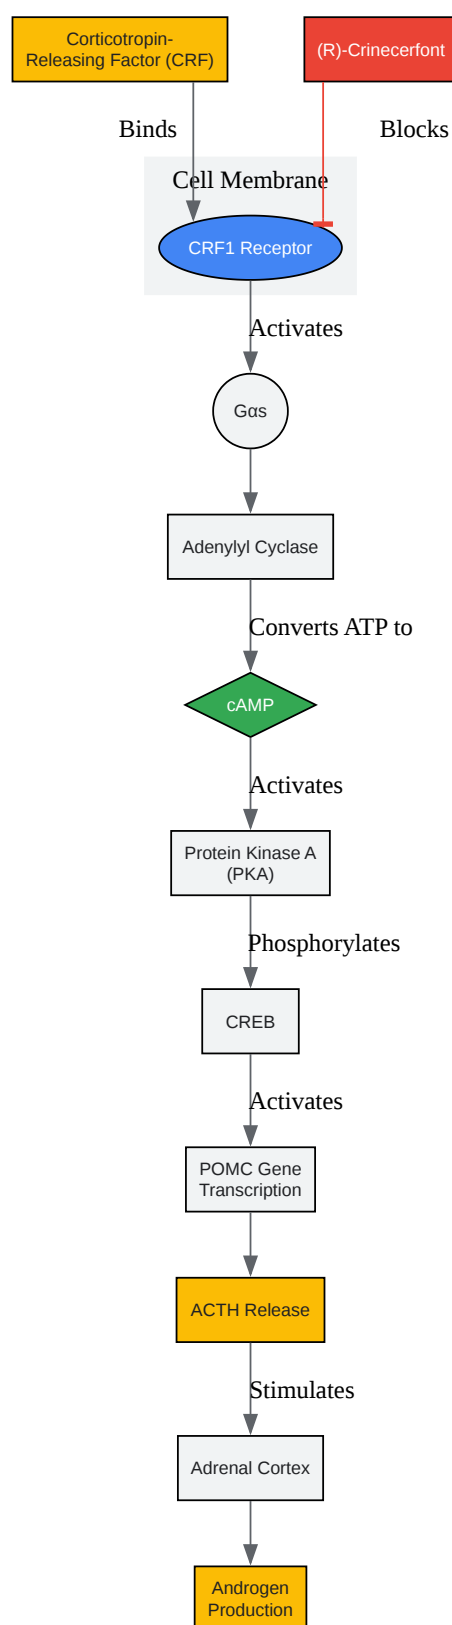 Corticotropin-
Releasing Factor (CRF)
(R)-Crinecerfont
Binds
Blocks
Cell Membrane
CRF1 Receptor
Activates
Gαs
Adenylyl Cyclase
Converts ATP to
cAMP
Activates
Protein Kinase A
(PKA)
Phosphorylates
CREB
Activates
POMC Gene
Transcription
ACTH Release
Stimulates
Adrenal Cortex
Androgen
Production